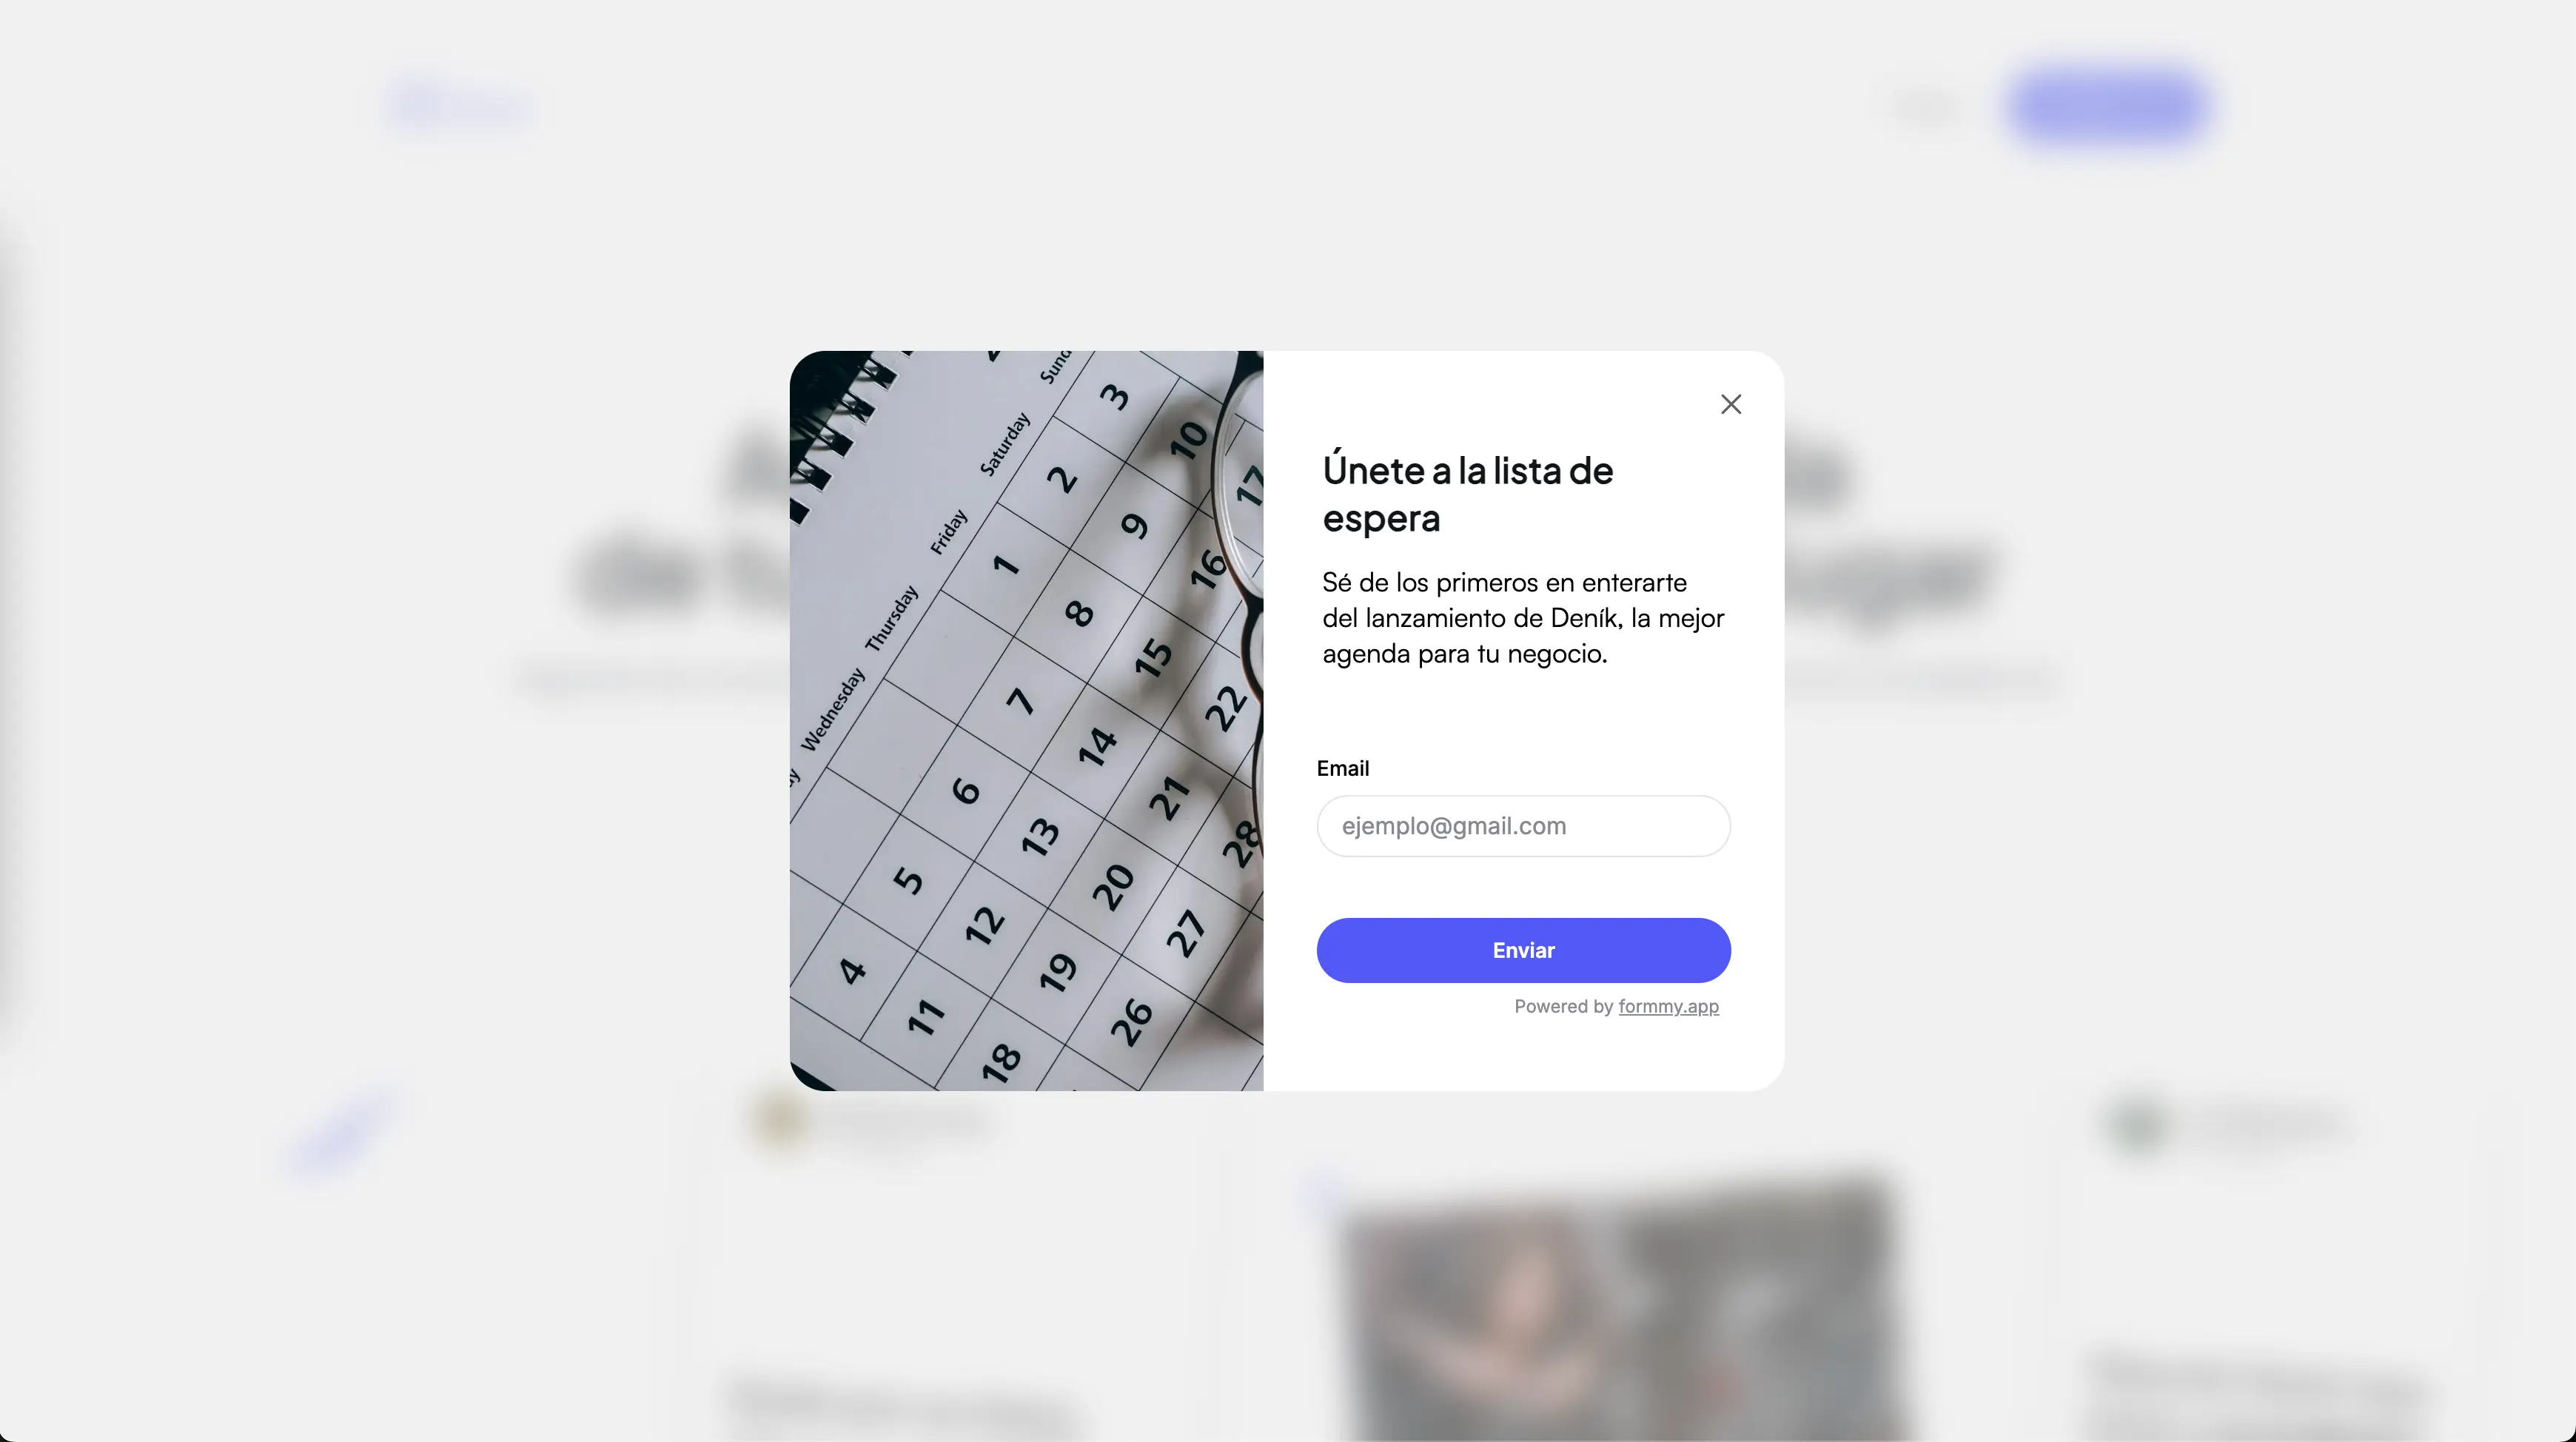 Únete a la lista de
espera
Sé de los primeros en enterarte
del lanzamiento de Deník, la mejor
agenda para tu negocio.
Email
ejemplo@gmail.com
Enviar
Powered by formmy.app
Wednesday Thursday Friday Saturday
1 2 3
4 5 6 7 8 9 10
11 12 13 14 15 16 17
18 19 20 21 22
26 27 28